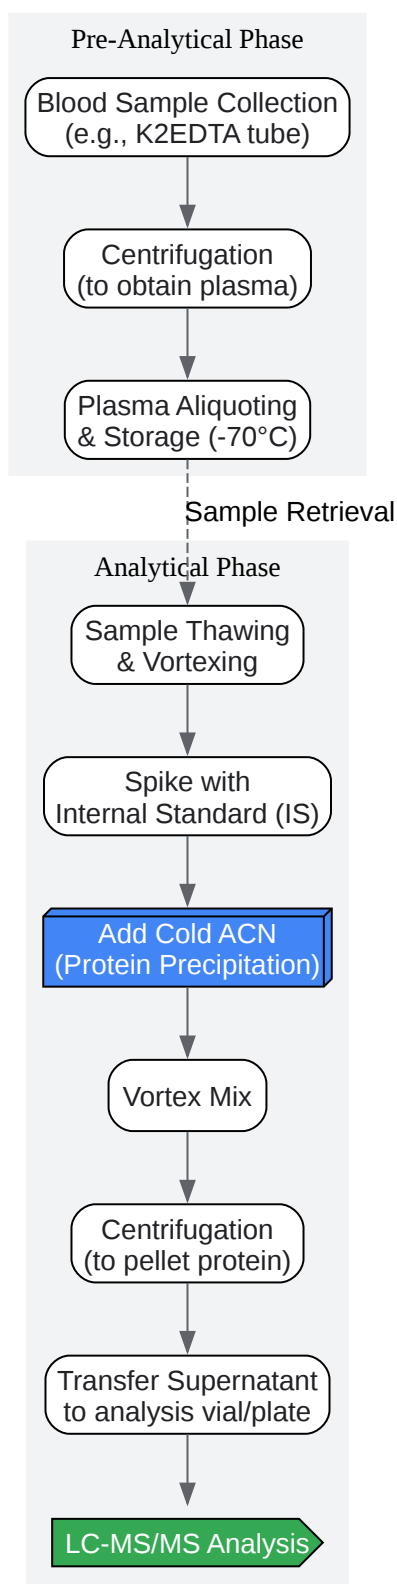 Pre-Analytical Phase
Blood Sample Collection
(e.g., K2EDTA tube)
Centrifugation
(to obtain plasma)
Plasma Aliquoting
& Storage (-70°C)
Sample Retrieval
Analytical Phase
Sample Thawing
& Vortexing
Spike with
Internal Standard (IS)
Add Cold ACN
(Protein Precipitation)
Vortex Mix
Centrifugation
(to pellet protein)
Transfer Supernatant
to analysis vial/plate
LC-MS/MS Analysis